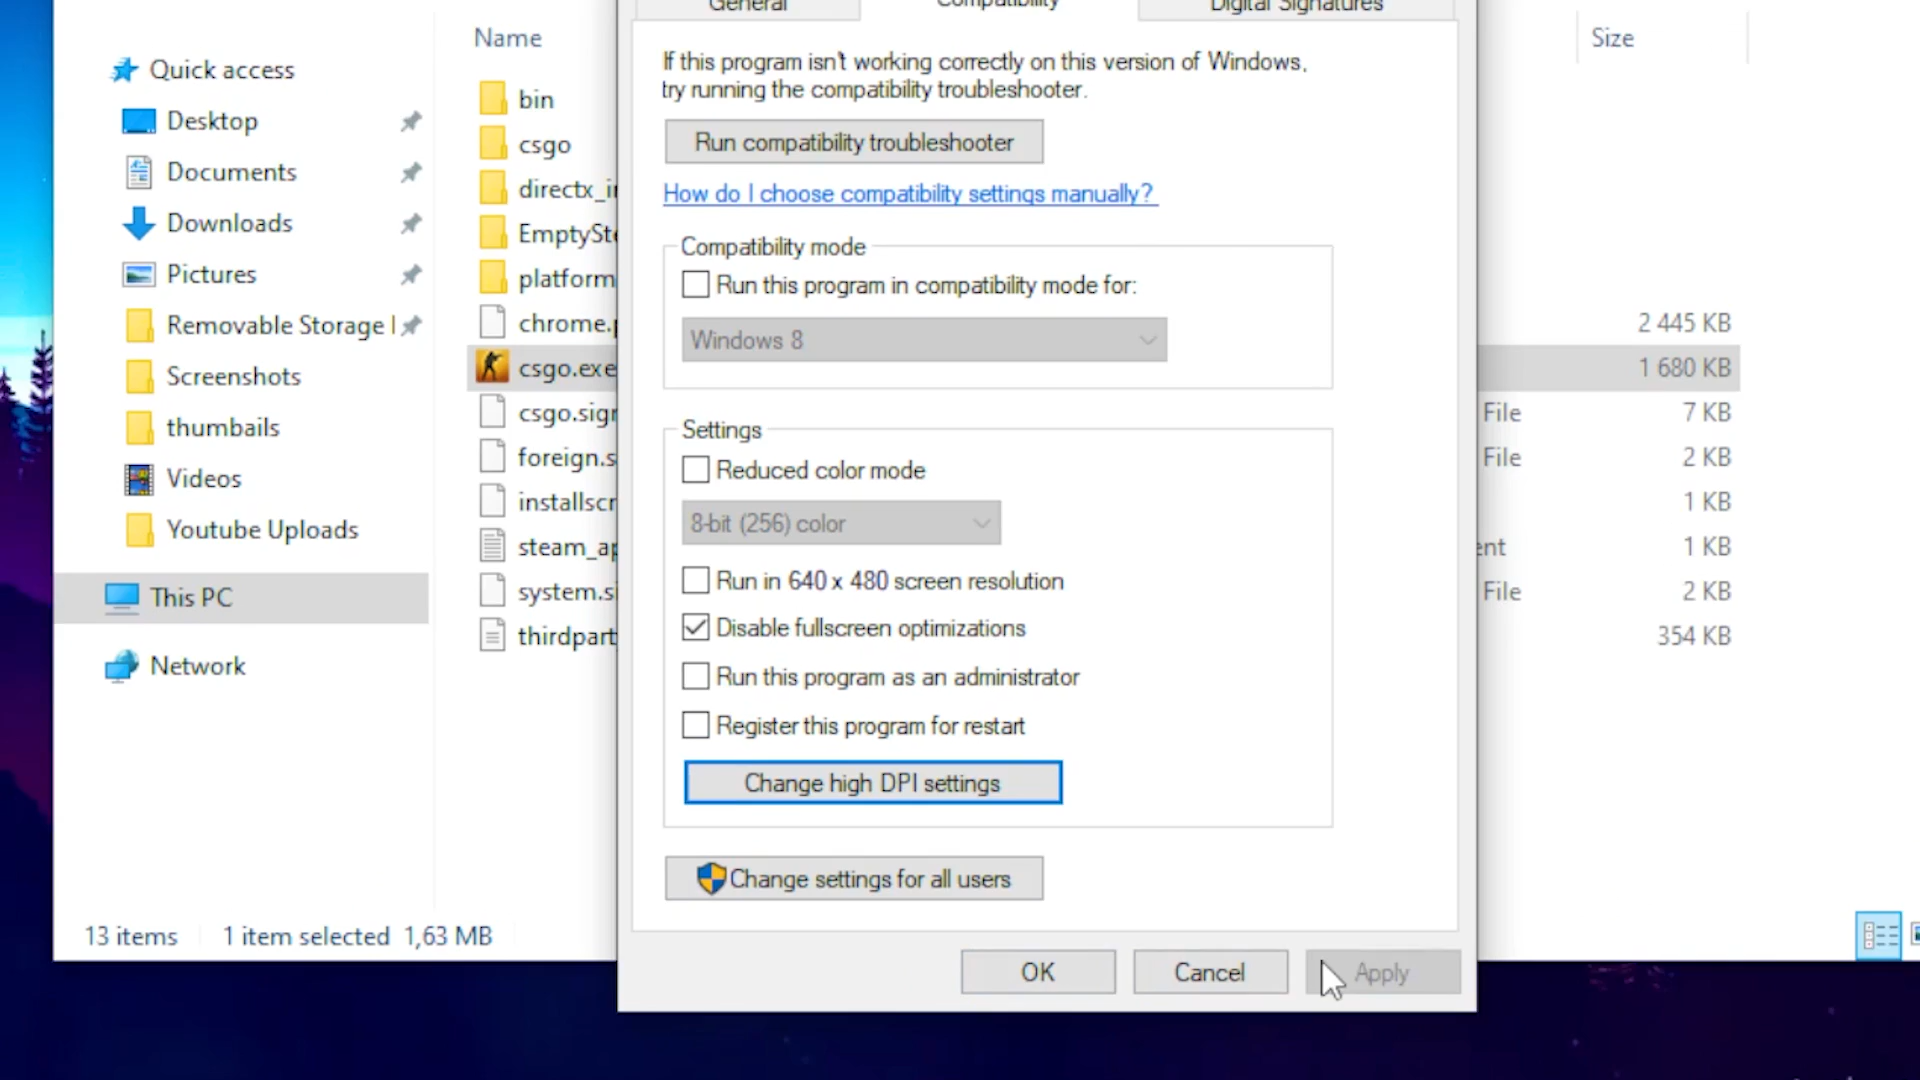 Quick access
Desktop
Documents
Downloads
Pictures
Removable Storage
Screenshots
thumbails
Videos
Youtube Uploads
This PC
Network
Name
Size
bin
csgo
directx_i
EmptySte
platform
chrome.p
2 445 KB
csgo.exe
1 680 KB
csgo.sign
File
7 KB
foreign.s
File
2 KB
installscr
1 KB
steam_ap
ent
1 KB
system.si
File
2 KB
thirdparty
354 KB
13 items
1 item selected 1,63 MB
General
Compatibility
Digital Signatures
If this program isn't working correctly on this version of Windows,
try running the compatibility troubleshooter.
Run compatibility troubleshooter
How do I choose compatibility settings manually?
Compatibility mode
Run this program in compatibility mode for:
Windows 8
Settings
Reduced color mode
8-bit (256) color
Run in 640 x 480 screen resolution
Disable fullscreen optimizations
Run this program as an administrator
Register this program for restart
Change high DPI settings
Change settings for all users
OK
Cancel
Apply